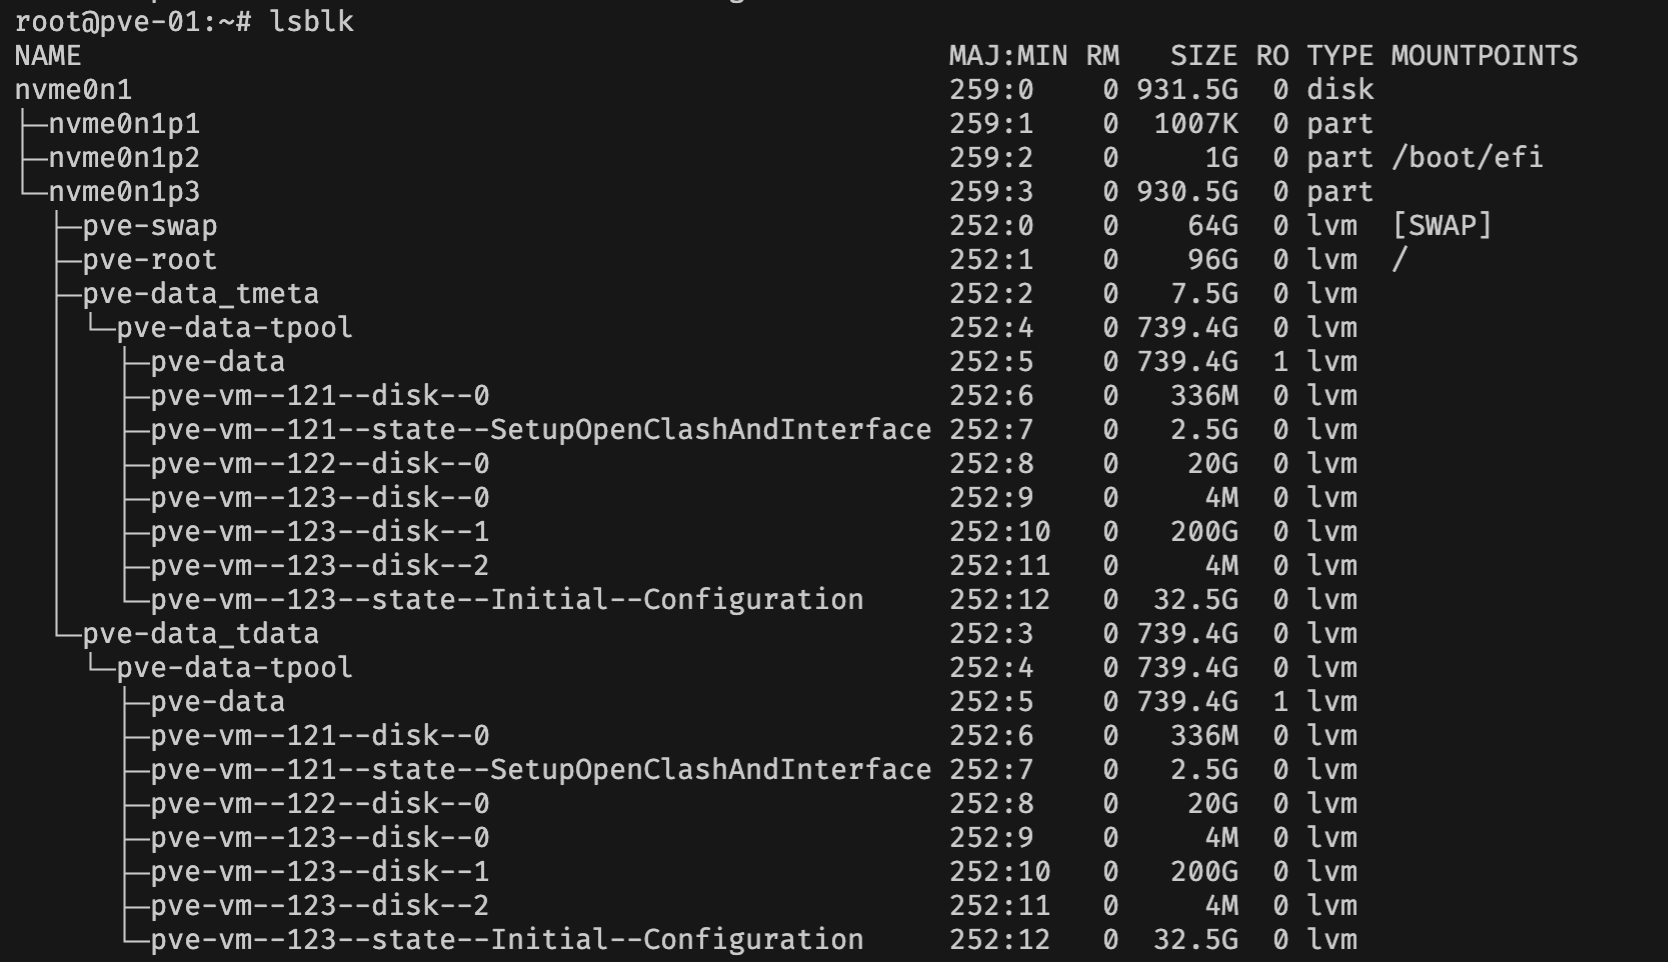 root@pve-01:~# lsblk
NAME                                                   MAJ:MIN RM   SIZE RO TYPE MOUNTPOINTS
nvme0n1                                                259:0    0 931.5G  0 disk
├─nvme0n1p1                                            259:1    0  1007K  0 part
├─nvme0n1p2                                            259:2    0     1G  0 part /boot/efi
└─nvme0n1p3                                            259:3    0 930.5G  0 part
  ├─pve-swap                                           252:0    0    64G  0 lvm  [SWAP]
  ├─pve-root                                           252:1    0    96G  0 lvm  /
  ├─pve-data_tmeta                                     252:2    0   7.5G  0 lvm
  │ └─pve-data-tpool                                   252:4    0 739.4G  0 lvm
  │   ├─pve-data                                       252:5    0 739.4G  1 lvm
  │   ├─pve-vm--121--disk--0                           252:6    0   336M  0 lvm
  │   ├─pve-vm--121--state--SetupOpenClashAndInterface 252:7    0   2.5G  0 lvm
  │   ├─pve-vm--122--disk--0                           252:8    0    20G  0 lvm
  │   ├─pve-vm--123--disk--0                           252:9    0     4M  0 lvm
  │   ├─pve-vm--123--disk--1                           252:10   0   200G  0 lvm
  │   ├─pve-vm--123--disk--2                           252:11   0     4M  0 lvm
  │   └─pve-vm--123--state--Initial--Configuration     252:12   0  32.5G  0 lvm
  └─pve-data_tdata                                     252:3    0 739.4G  0 lvm
    └─pve-data-tpool                                   252:4    0 739.4G  0 lvm
      ├─pve-data                                       252:5    0 739.4G  1 lvm
      ├─pve-vm--121--disk--0                           252:6    0   336M  0 lvm
      ├─pve-vm--121--state--SetupOpenClashAndInterface 252:7    0   2.5G  0 lvm
      ├─pve-vm--122--disk--0                           252:8    0    20G  0 lvm
      ├─pve-vm--123--disk--0                           252:9    0     4M  0 lvm
      ├─pve-vm--123--disk--1                           252:10   0   200G  0 lvm
      ├─pve-vm--123--disk--2                           252:11   0     4M  0 lvm
      └─pve-vm--123--state--Initial--Configuration     252:12   0  32.5G  0 lvm